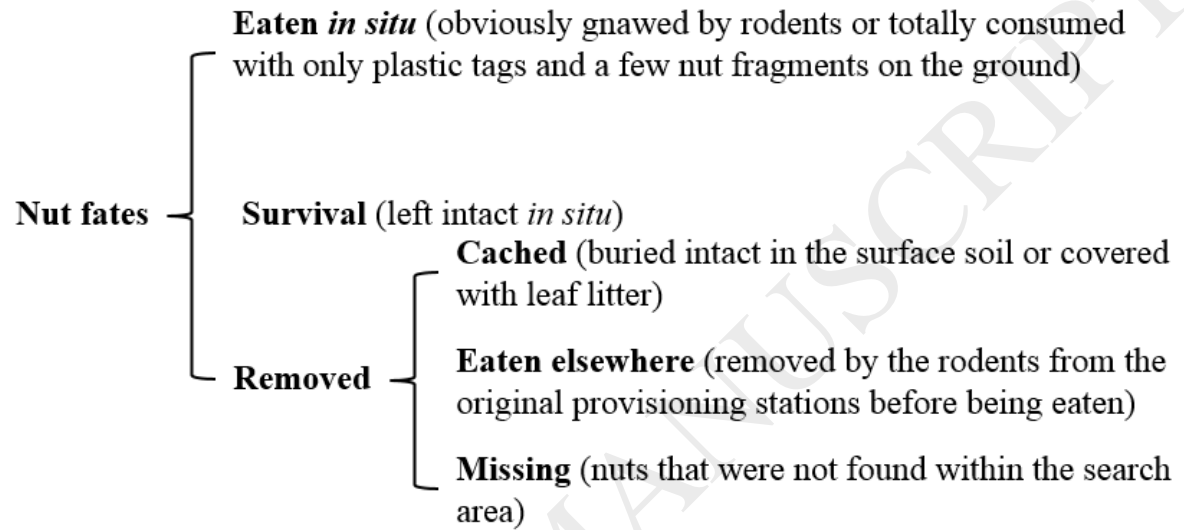 Eaten in situ (obviously gnawed by rodents or totally consumed
with only plastic tags and a few nut fragments on the ground)
Nut fates
Survival (left intact in situ)
Removed
Cached (buried intact in the surface soil or covered
with leaf litter)
Eaten elsewhere (removed by the rodents from the
original provisioning stations before being eaten)
Missing (nuts that were not found within the search
area)
MANUSCRIPT